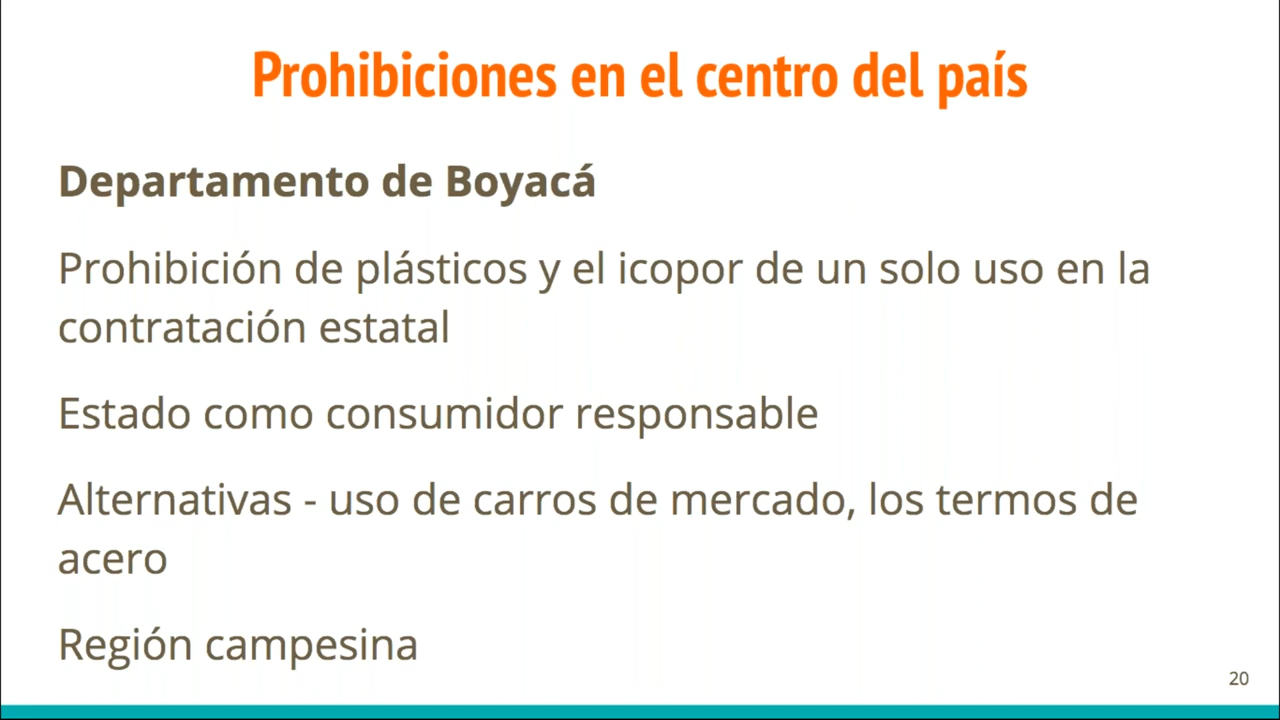 Prohibiciones en el centro del país
Departamento de Boyacá
Prohibición de plásticos y el icopor de un solo uso en la
contratación estatal
Estado como consumidor responsable
Alternativas - uso de carros de mercado, los termos de
acero
Región campesina
20